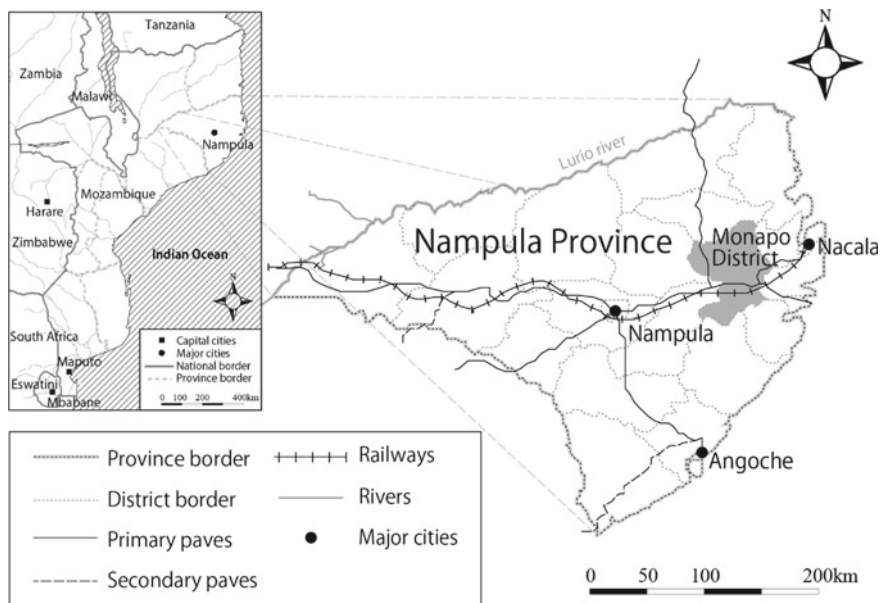 Tanzania
Zambia
Malawi
Nampula
Mozambique
Harare
Zimbabwe
Indian Ocean
N
South Africa
Maputo
Eswatini
Mbabane
Capital cities
Major cities
National border
Province border
0 100 200 400km
N
Lurio river
Nampula Province
Monapo
District
Nacala
Nampula
Angoche
Province border
District border
Primary paves
Secondary paves
Railways
Rivers
Major cities
0 50 100 200km